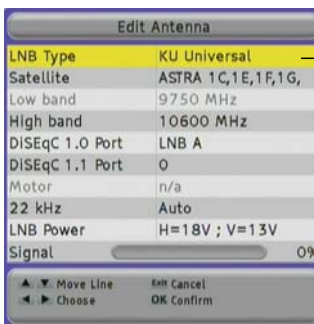 Edit Antenna
LNB Type KU Universal
Satellite ASTRA 1C,1E,1F,1G,
Low band 9750 MHz
High band 10600 MHz
DiSEqC 1.0 Port LNB A
DiSEqC 1.1 Port O
Motor n/a
22 kHz Auto
LNB Power H=18V ; V=13V
Signal 0%
Move Line Exit Cancel
Choose OK Confirm